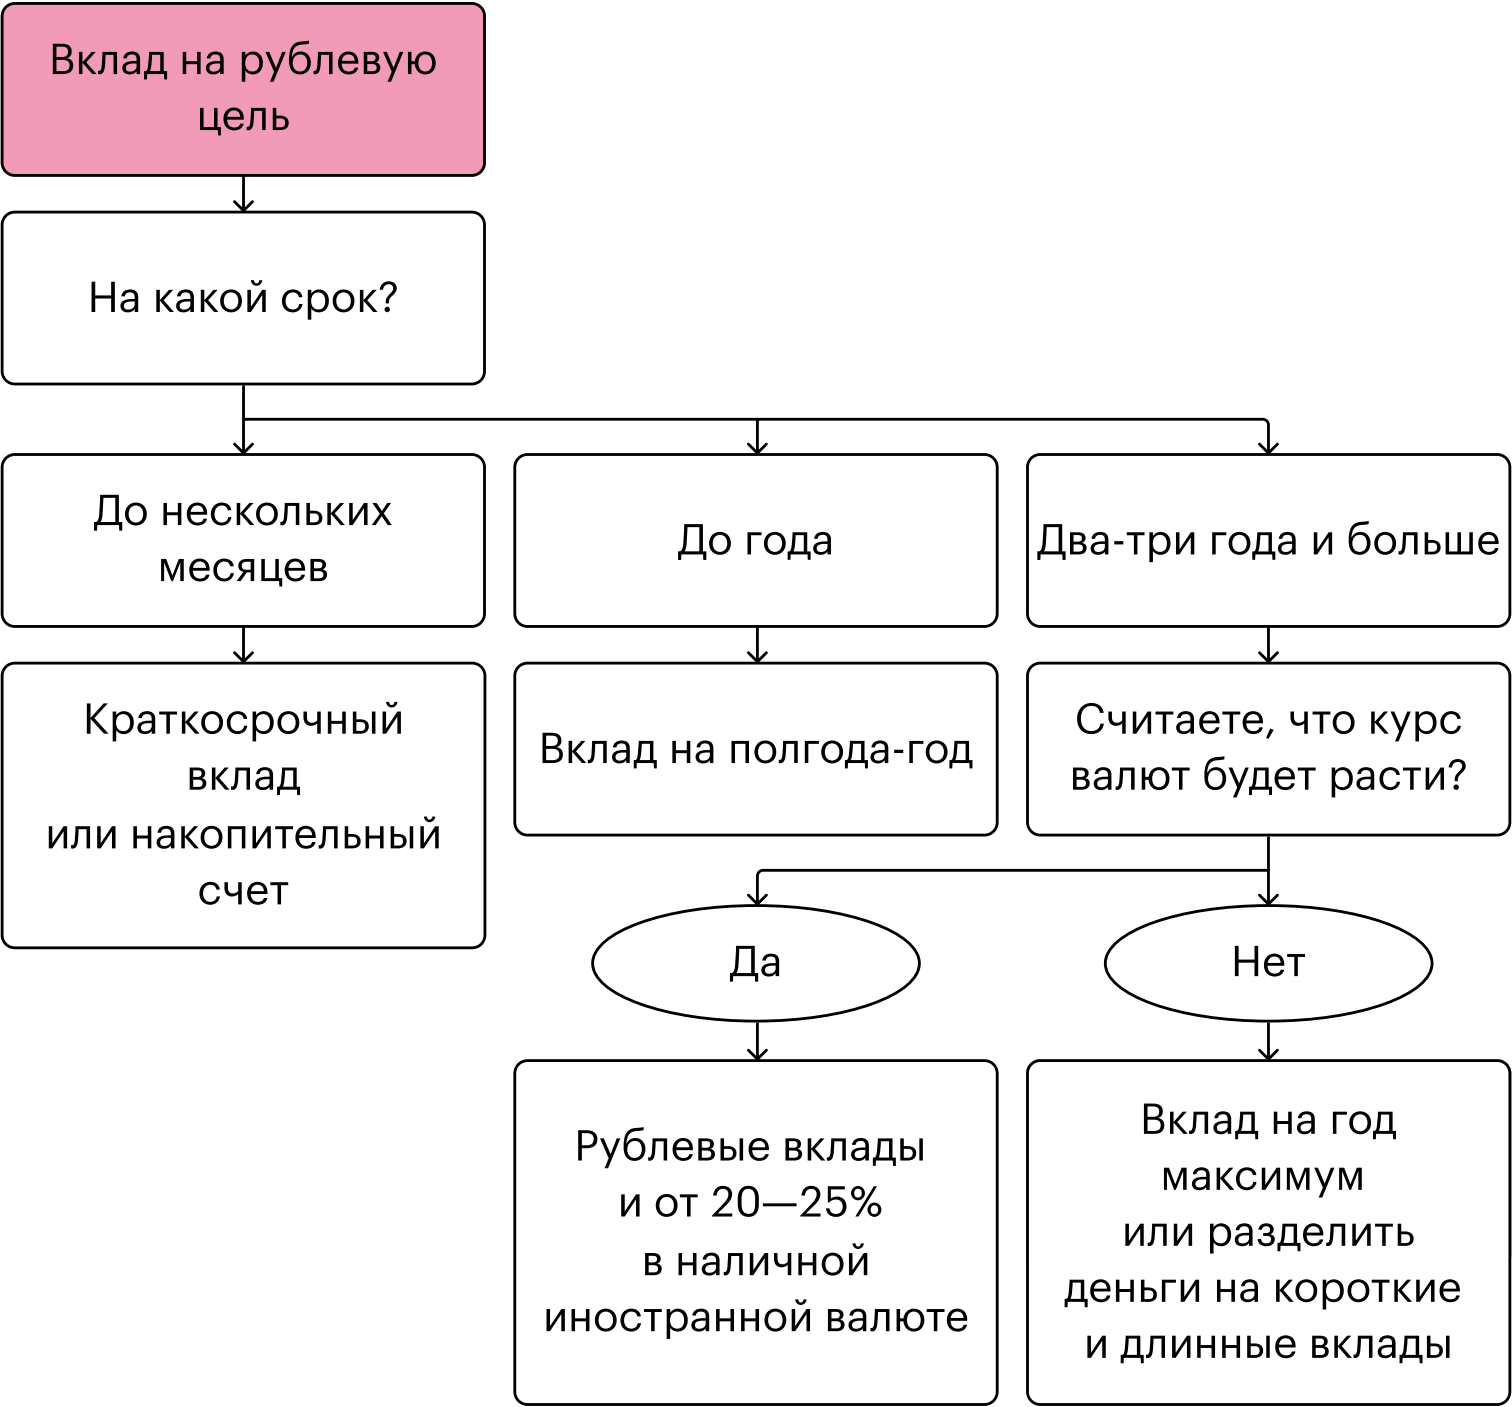 Вклад на рублевую
цель
На какой срок?
До нескольких
месяцев
До года
Два-три года и больше
Краткосрочный
вклад
или накопительный
счет
Вклад на полгода-год
Считаете, что курс
валют будет расти?
Да
Нет
Рублевые вклады
и от 20—25%
в наличной
иностранной валюте
Вклад на год
максимум
или разделить
деньги на короткие
и длинные вклады